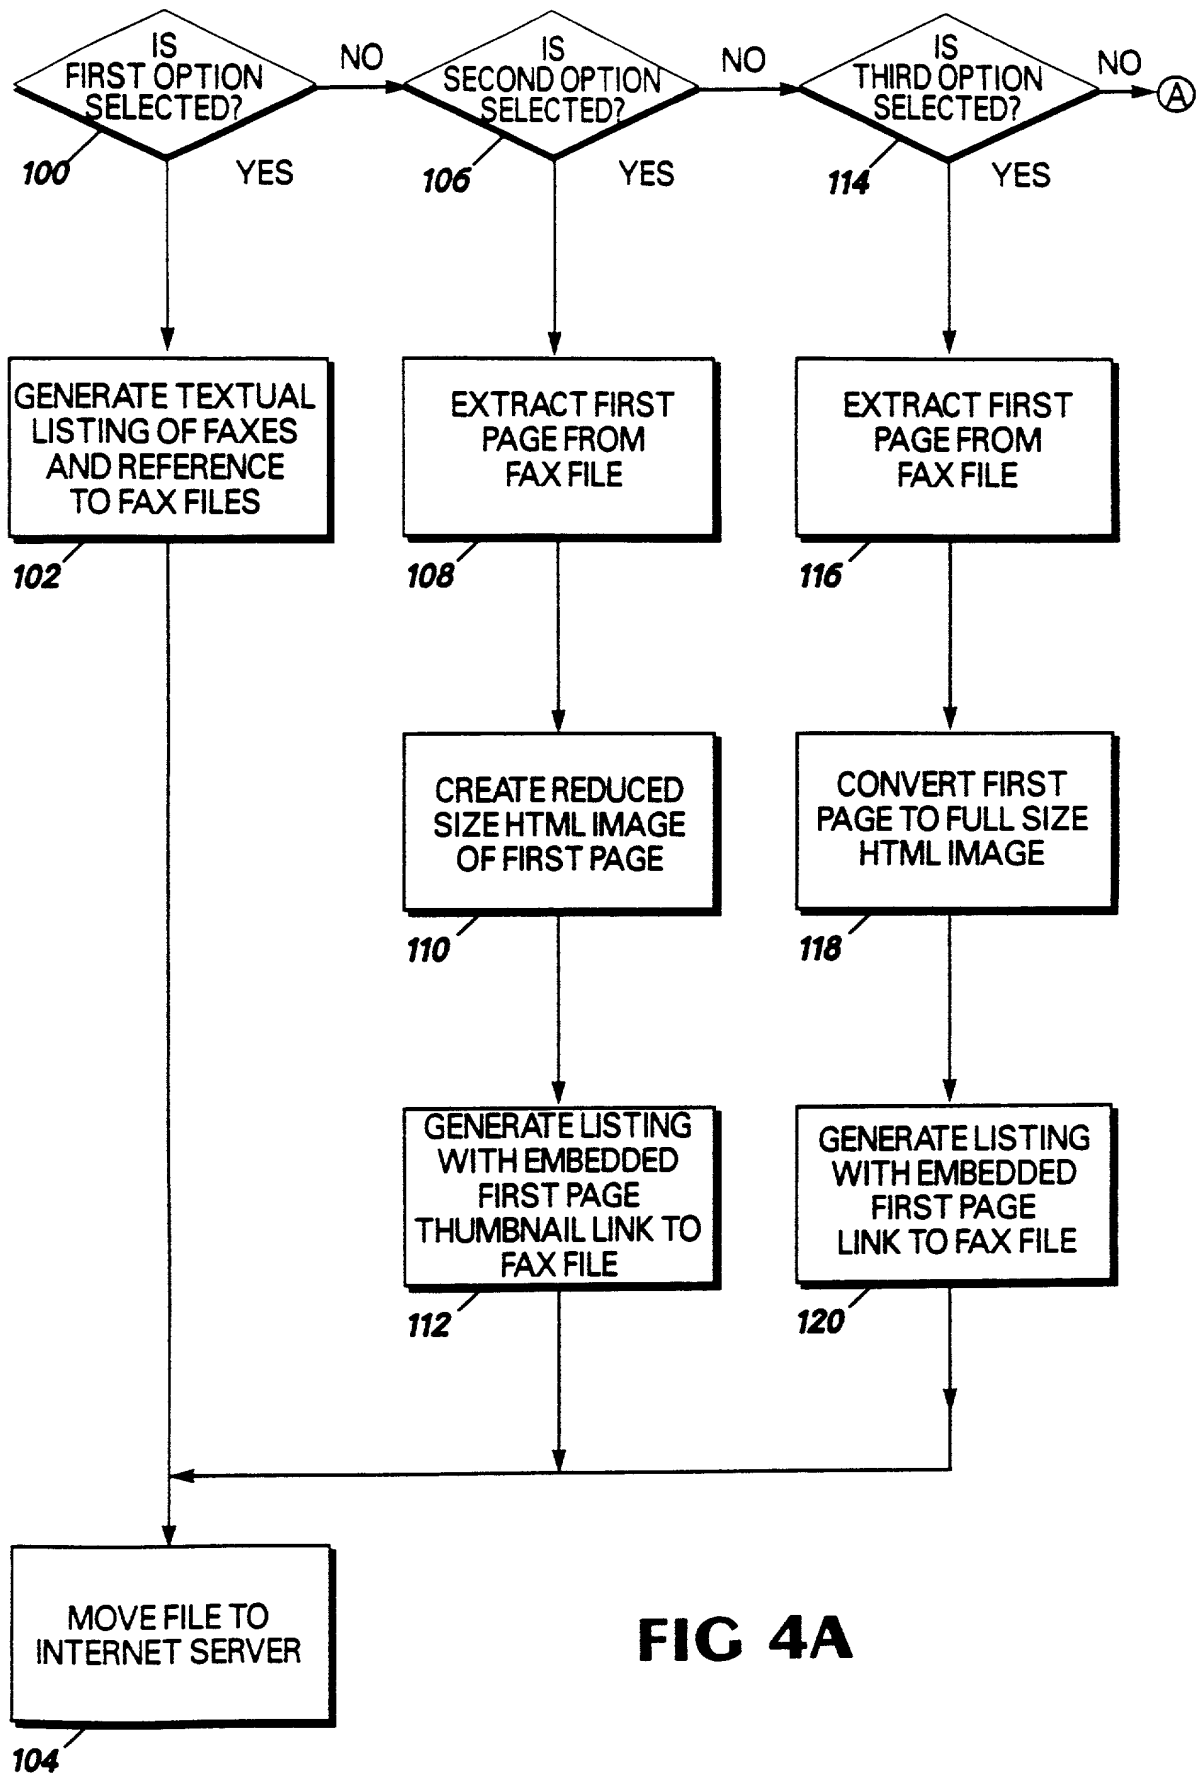 IS
FIRST OPTION
SELECTED?
NO
100
YES
IS
SECOND OPTION
SELECTED?
NO
106
YES
IS
THIRD OPTION
SELECTED?
NO
A
114
YES
GENERATE TEXTUAL
LISTING OF FAXES
AND REFERENCE
TO FAX FILES
102
EXTRACT FIRST
PAGE FROM
FAX FILE
108
EXTRACT FIRST
PAGE FROM
FAX FILE
116
CREATE REDUCED
SIZE HTML IMAGE
OF FIRST PAGE
110
CONVERT FIRST
PAGE TO FULL SIZE
HTML IMAGE
118
GENERATE LISTING
WITH EMBEDDED
FIRST PAGE
THUMBNAIL LINK TO
FAX FILE
112
GENERATE LISTING
WITH EMBEDDED
FIRST PAGE
LINK TO FAX FILE
120
MOVE FILE TO
INTERNET SERVER
104
FIG 4A